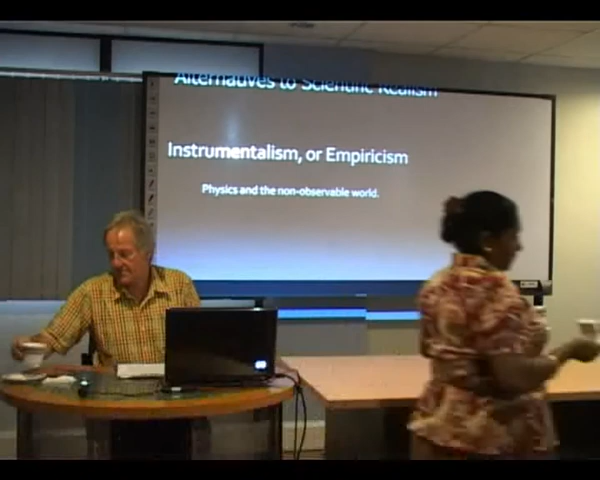 Alternatives to Scientific Realism
Instrumentalism, or Empiricism
Physics and the non-observable world.